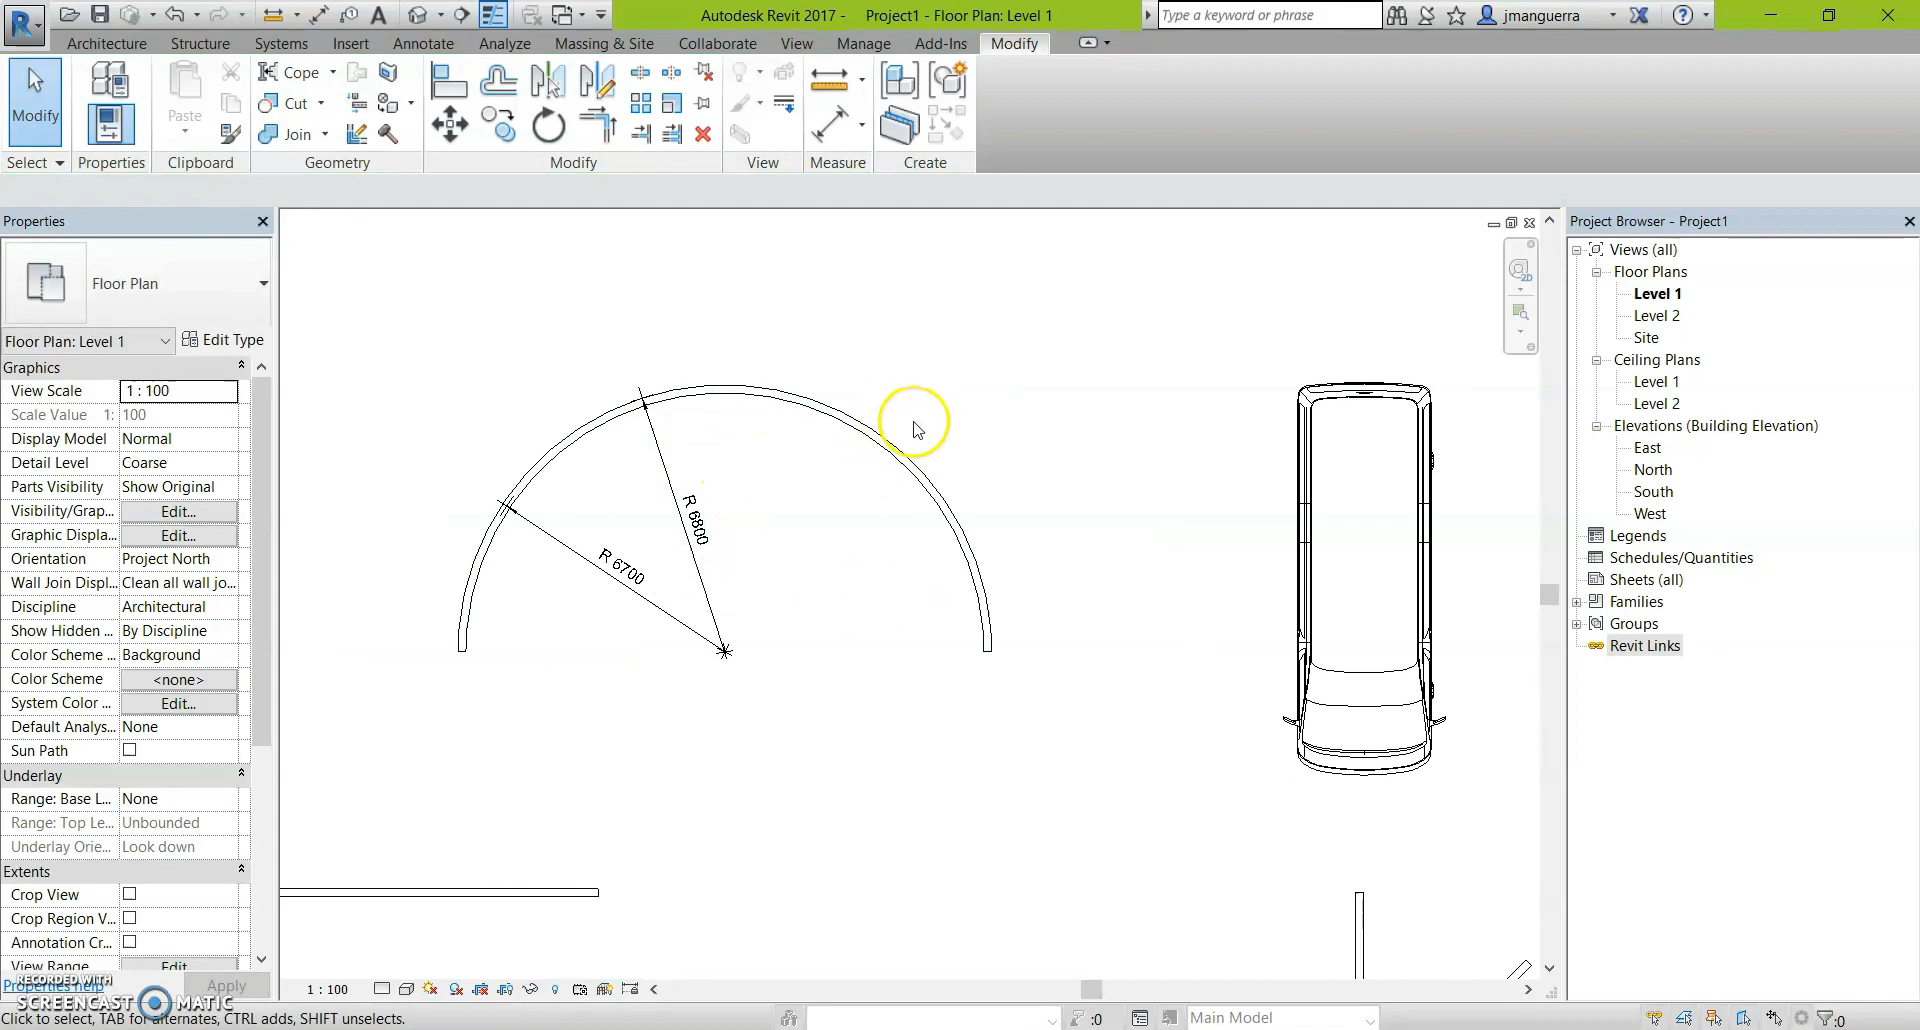 Autodesk Revit 2017 - Project1 - Floor Plan: Level 1
Type a keyword or phrase
jmanguerra
Architecture Structure Systems Insert Annotate Analyze Massing & Site Collaborate View Manage Add-Ins Modify
Modify
Paste
Cope
Cut
Join
Select Properties Clipboard Geometry Modify View Measure Create
Properties
Floor Plan
Floor Plan: Level 1
Edit Type
Graphics
View Scale 1 : 100
Scale Value 1: 100
Display Model Normal
Detail Level Coarse
Parts Visibility Show Original
Visibility/Grap... Edit...
Graphic Displa... Edit...
Orientation Project North
Wall Join Displ... Clean all wall jo...
Discipline Architectural
Show Hidden ... By Discipline
Color Scheme ... Background
Color Scheme <none>
System Color ... Edit...
Default Analys... None
Sun Path
Underlay
Range: Base L... None
Range: Top Le... Unbounded
Underlay Orie... Look down
Extents
Crop View
Crop Region V...
Annotation Cr...
View Range Edit...
Properties help
Apply
RECORDED WITH
SCREENCAST MATIC
R 6800
R 6700
2D
Project Browser - Project1
Views (all)
Floor Plans
Level 1
Level 2
Site
Ceiling Plans
Level 1
Level 2
Elevations (Building Elevation)
East
North
South
West
Legends
Schedules/Quantities
Sheets (all)
Families
Groups
Revit Links
1 : 100
Click to select, TAB for alternates, CTRL adds, SHIFT unselects.
:0
Main Model
:0